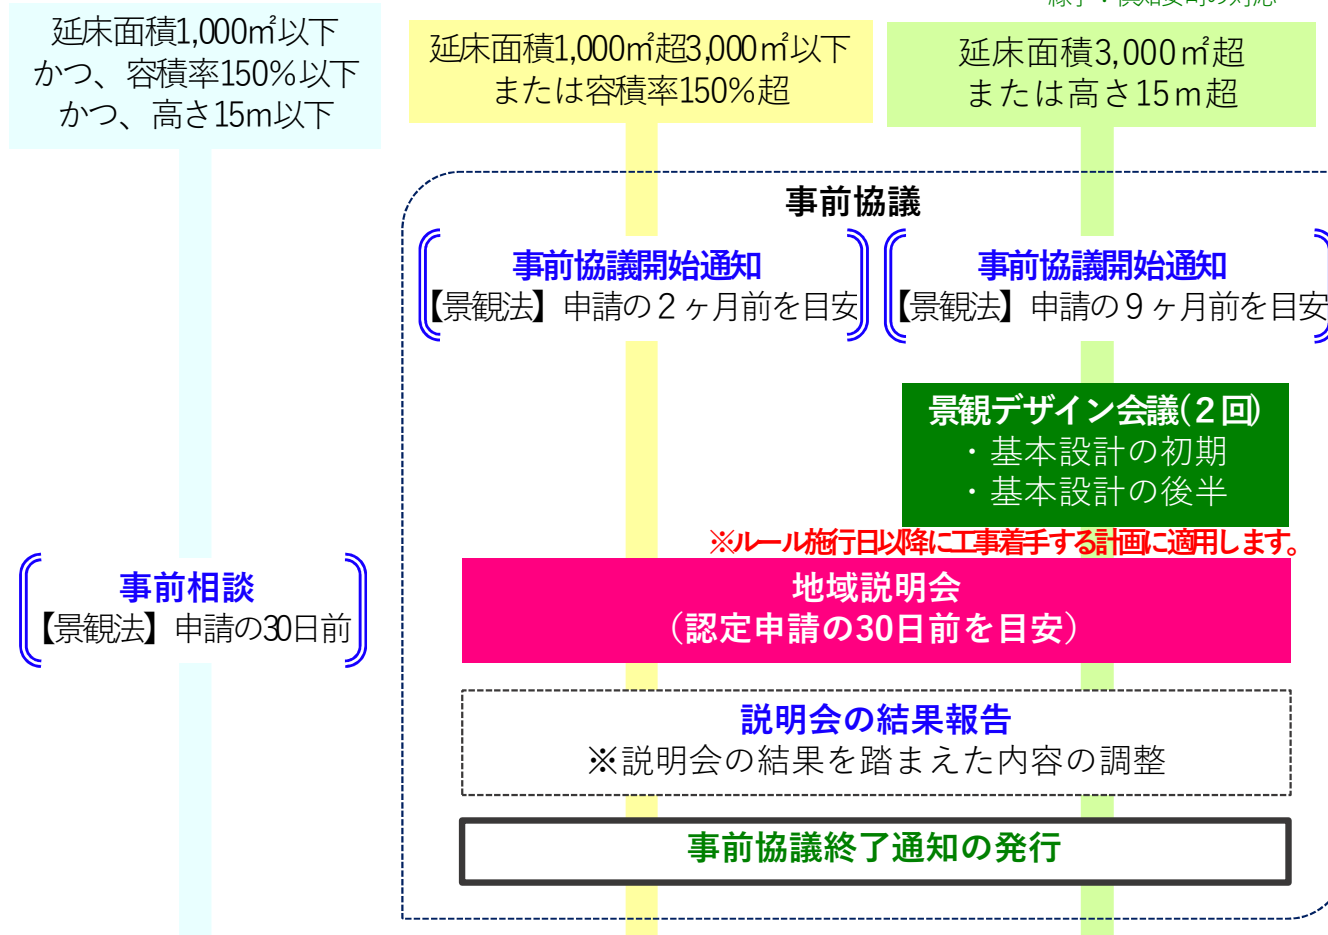 延床面積1,000㎡以下
かつ、容積率150%以下
かつ、高さ15m以下
延床面積1,000㎡超3,000㎡以下
または容積率150%超
延床面積3,000㎡超
または高さ15m超
事前協議
事前協議開始通知
【景観法】申請の2ヶ月前を目安
事前協議開始通知
【景観法】申請の9ヶ月前を目安
景観デザイン会議(2回)
・基本設計の初期
・基本設計の後半
※ルール施行日以降に工事着手する計画に適用します。
事前相談
【景観法】申請の30日前
地域説明会
(認定申請の30日前を目安)
説明会の結果報告
※説明会の結果を踏まえた内容の調整
事前協議終了通知の発行